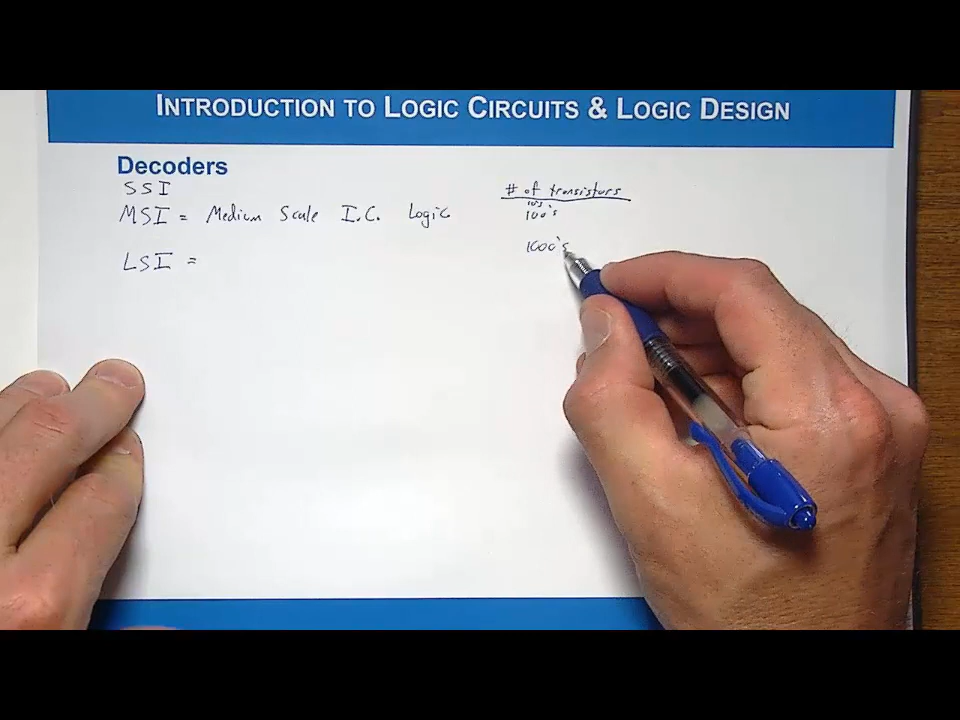 INTRODUCTION TO LOGIC CIRCUITS & LOGIC DESIGN
Decoders
SSI
# of transistors
10's
MSI = Medium Scale I.C. Logic
100's
LSI =
1000's